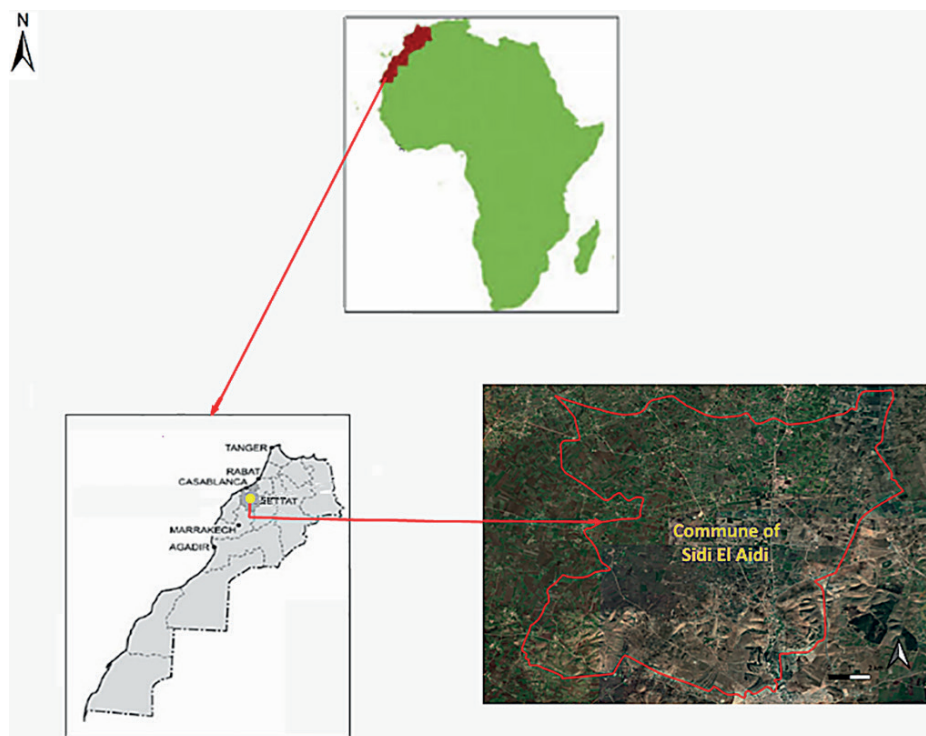 N
TANGER
RABAT
CASABLANCA
SETTAT
MARRAKECH
AGADIR
Commune of
Sidi El Aidi